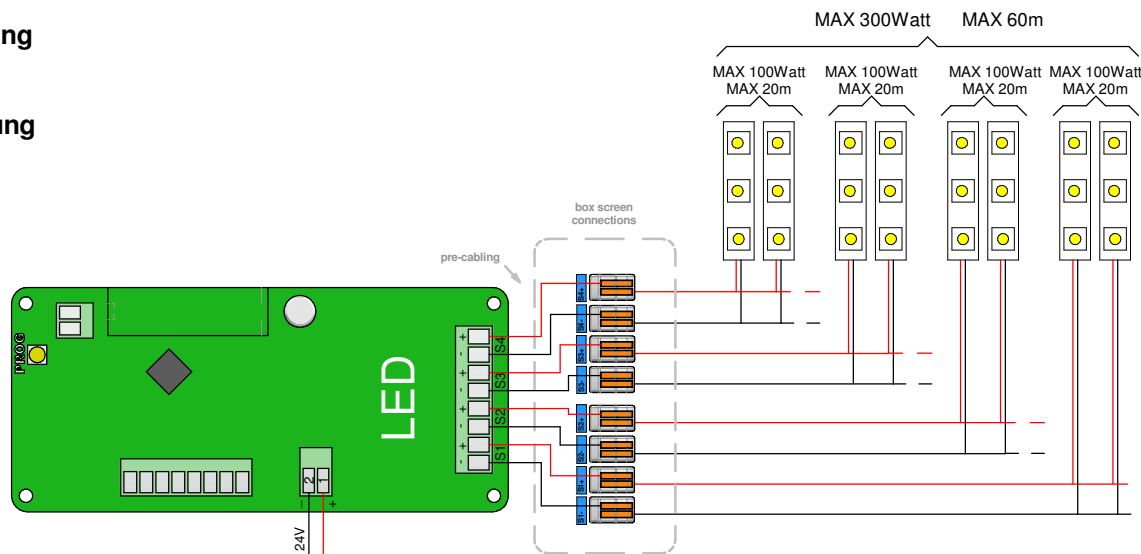 ng
ung
MAX 300Watt MAX 60m
MAX 100Watt
MAX 20m
MAX 100Watt
MAX 20m
MAX 100Watt
MAX 20m
MAX 100Watt
MAX 20m
box screen
connections
pre-cabling
S4+
S4-
S3+
S3-
S2+
S2-
S1+
S1-
PROG
LED
+
-
S4
+
-
S3
+
-
S2
+
-
S1
2
1
–
+
24V